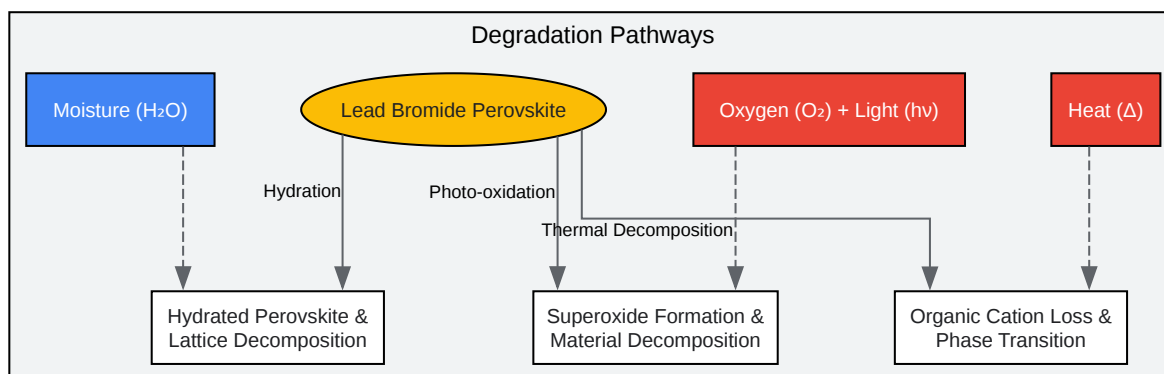 Degradation Pathways
Moisture (H₂O)
Lead Bromide Perovskite
Oxygen (O₂) + Light (hν)
Heat (Δ)
Hydration
Photo-oxidation
Thermal Decomposition
Hydrated Perovskite &
Lattice Decomposition
Superoxide Formation &
Material Decomposition
Organic Cation Loss &
Phase Transition